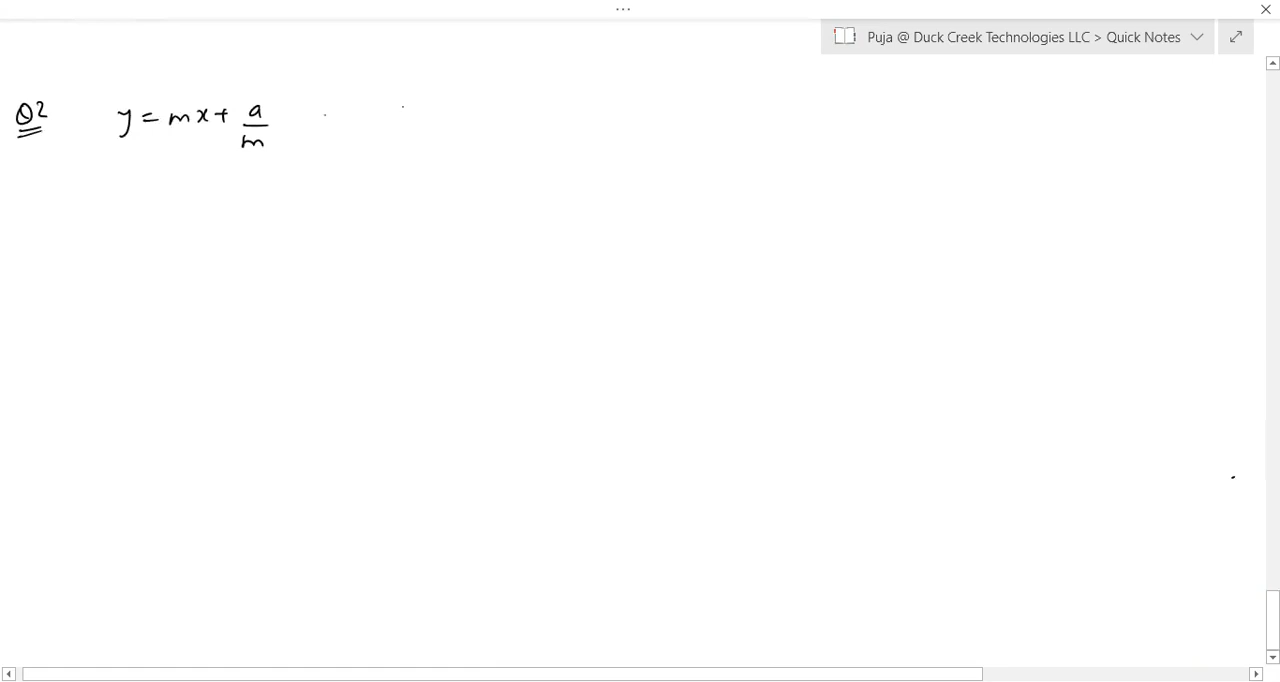 ...
Puja @ Duck Creek Technologies LLC > Quick Notes
Q2 y = mx + a/m